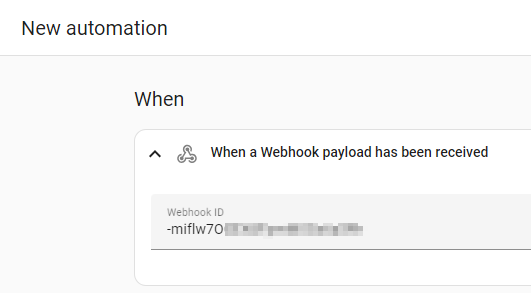 New automation
When
When a Webhook payload has been received
Webhook ID
-miflw7O